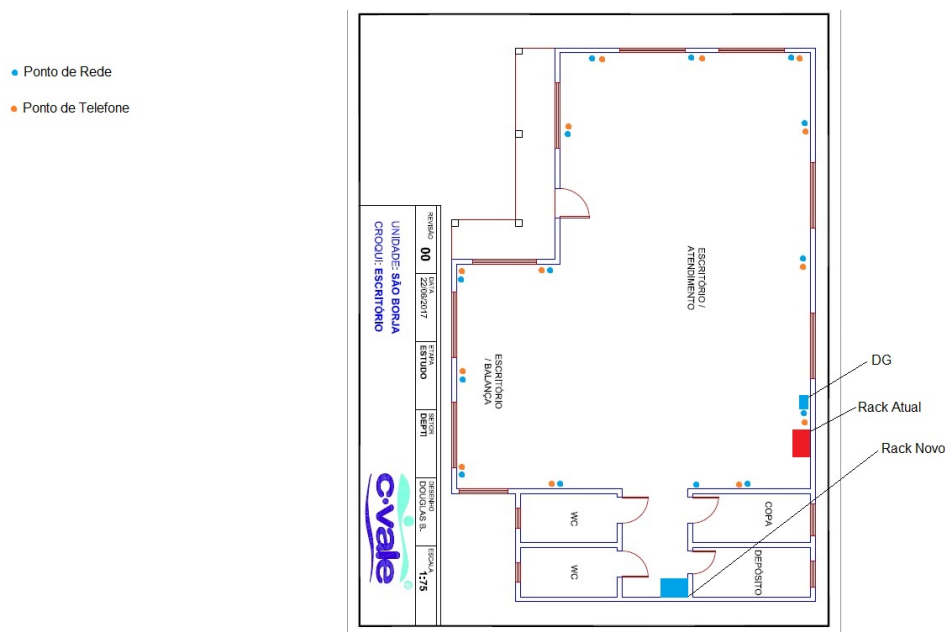 Ponto de Rede
Ponto de Telefone
REVISÃO
00
DATA
22/06/2017
ETAPA
ESTUDO
SETOR
DEPTI
DESENHO
DOUGLAS B.
ESCALA
1:75
UNIDADE: SÃO BORJA
CROQUI: ESCRITÓRIO
c.vale
ESCRITÓRIO /
ATENDIMENTO
ESCRITÓRIO
/ BALANÇA
WC
WC
COPA
DEPÓSITO
DG
Rack Atual
Rack Novo